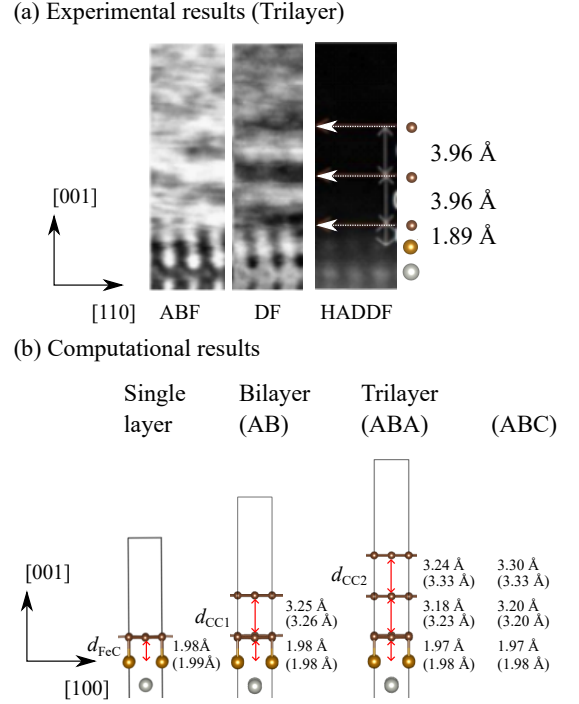 (a) Experimental results (Trilayer)
3.96 Å
3.96 Å
1.89 Å
[001]
[110]
ABF
DF
HADDF
(b) Computational results
Single
layer
Bilayer
(AB)
Trilayer
(ABA)
(ABC)
[001]
[100]
dFeC
1.98Å
(1.99Å)
dCC1
3.25 Å
(3.26 Å)
1.98 Å
(1.98 Å)
dCC2
3.24 Å
(3.33 Å)
3.18 Å
(3.23 Å)
1.97 Å
(1.98 Å)
3.30 Å
(3.33 Å)
3.20 Å
(3.20 Å)
1.97 Å
(1.98 Å)